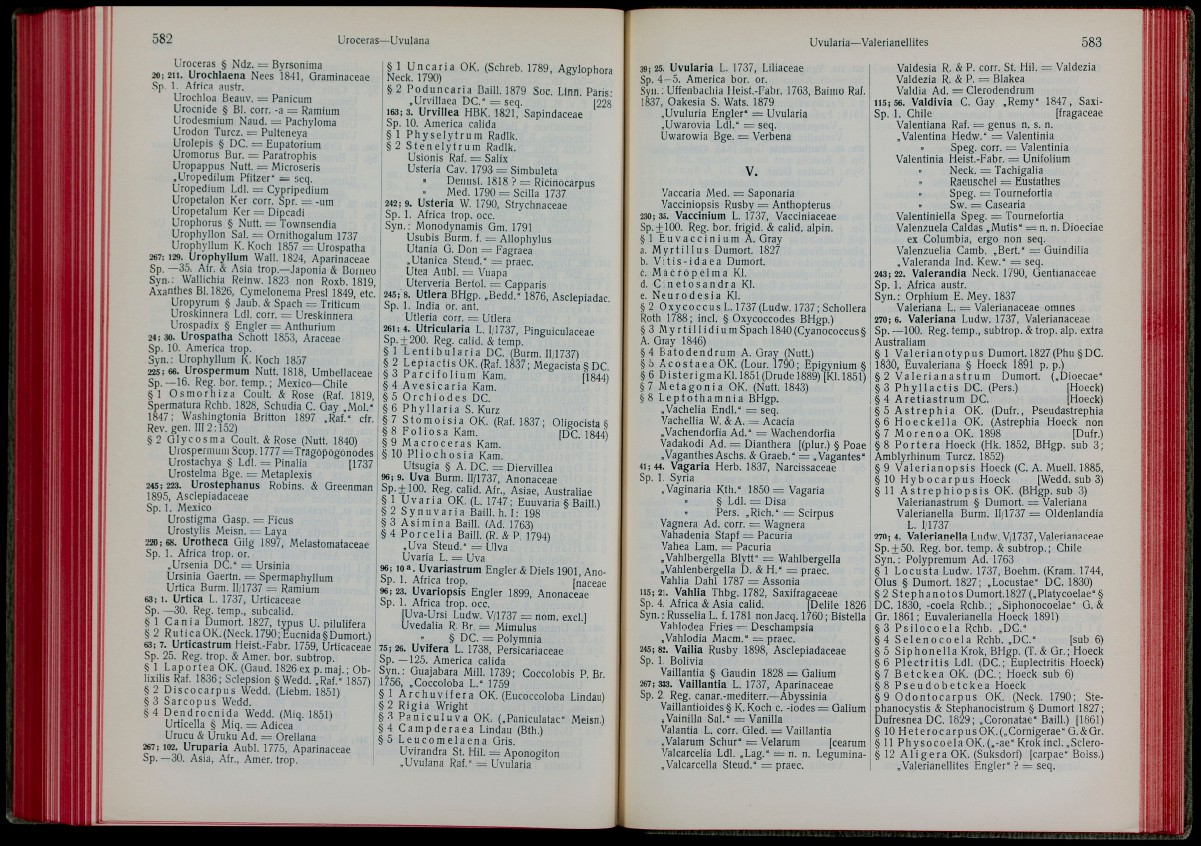 582
Uroceras—Uvulana
Uroceras § Ndz. = Byrsonima
20; 211. Urochlaena Nees 1841, Graminaceae
Sp. 1. Africa austr.
Urochloa Beauv. = Panicum
Urocnide § Bl. corr. -a = Ramium
Urodesmium Naud. = Pachyloma
Urodon Turcz. = Pulteneya
Urolepis § DC. = Eupatorium
Uromorus Bur. = Paratrophis
Uropappus Nutt. = Microseris
„Uropedilum Pfitzer“ = seq.
Uropedium Ldl. = Cypripedium
Uropetalon Ker corr. Spr. = -um
Uropetalum Ker = Dipcadi
Urophorus § Nutt. = Townsendia
Urophyllon Sal. = Ornithogalum 1737
Urophyllum K. Koch 1857 = Urospatha
267; 129. Urophyllum Wall. 1824, Aparinaceae
Sp. —35. Afr. & Asia trop.—Japonia & Borneo
Syn.: Wallichia Reinw. 1823 non Roxb. 1819,
Axanthes Bl. 1826, Cymelonema Presl 1849, etc.
Uropyrum § Jaub. & Spach = Triticum
Uroskinnera Ldl. corr. = Ureskinnera
Urospadix § Engler = Anthurium
24; 30. Urospatha Schott 1853, Araceae
Sp. 10. America trop.
Syn.: Urophyllum K. Koch 1857
225; 66. Urospermum Nutt. 1818, Umbellaceae
Sp. —16. Reg. bor. temp.; Mexico—Chile
§ 1 Osmorhiza Coult. & Rose (Raf. 1819,
Spermatura Rchb. 1828, Schudia C. Gay „Mol.“
1847; Washingtonia Britton 1897 „Raf.“ cfr.
Rev. gen. III 2: 152)
§ 2 Glycosma Coult. & Rose (Nutt. 1840)
Urospermum Scop. 1777 = Tragopogonodes
Urostachya § Ldl. = Pinalia [1737
Urostelma Bge. = Metaplexis
245; 223. Urostephanus Robins. & Greenman
1895, Asclepiadaceae
Sp. 1. Mexico
Urostigma Gasp. = Ficus
Urostylis Meisn. = Laya
220; 68. Urotheca Gilg 1897, Melastomataceae
Sp. 1. Africa trop. or.
„Ursenia DC.“ = Ursinia
Ursinia Gaertn. = Spermaphyllum
Urtica Burm. II/1737 = Ramium
63; 1. Urtica L. 1737, Urticaceae
Sp. —30. Reg. temp., subcalid.
§ 1 Cania Dumort. 1827, typus U. pilulifera
§ 2 Rutica OK. (Neck. 1790; Eucnida § Dumort.)
63; 7. Urticastrum Heist.-Fabr. 1759, Urticaceae
Sp. 25. Reg. trop. & Amer. bor. subtrop.
§ 1 Laportea OK. (Gaud. 1826 ex p. maj.; Ob-
lixilis Raf. 1836; Sclepsion § Wedd. „Raf.“ 1857)
§ 2 Discocarpus Wedd. (Liebm. 1851)
§ 3 Sarcopus Wedd.
§ 4 Dendrocnida Wedd. (Miq. 1851)
Urticella § Miq. = Adicea
Urucu & Uruku Ad. = Orellana
267; 102. Uruparia Aubl. 1775, Aparinaceae
Sp. —30. Asia, Afr., Amer. trop.
§ 1 Uncaria OK. (Schreb. 1789, Agylophora
Neck. 1790)
§ 2 Poduncaria Baill. 1879 Soc. Linn. Paris:
„Urvillaea DC.“ = seq. [228
163; 3. Urvillea HBK. 1821, Sapindaceae
Sp. 10. America calida
§ 1 Physelytrum Radlk.
§ 2 Stenelytrum Radlk.
Usionis Raf. = Salix
Usteria Cav. 1793 = Simbuleta
„ Dennst. 1818 ? = Ricinocarpus
„ Med. 1790 = Scilla 1737
242; 9. Usteria W. 1790, Strychnaceae
Sp. 1. Africa trop. occ.
Syn.: Monodynamis Gm. 1791
Usubis Burm. f. = Allophylus
Utania G. Don = Fagraea
„Utanica Steud.“ = praec.
Utea Aubl. = Vuapa
Uterveria Bertol. = Capparis
245; 8. Utlera BHgp. „Bedd.“ 1876, Asclepiadac.
Sp. 1. India or. ant.
Utleria corr. = Utlera
261; 4. Utricularia L. I/1737, Pinguiculaceae
Sp. ±200. Reg. calid. & temp.
§ 1 Lentibularia DC. (Burm. II/1737)
§ 2 Lepiactis OK. (Raf. 1837; Megacista § DC.
§ 3 Parcifolium Kam. [1844)
§ 4 Avesicaria Kam.
§ 5 Orchiodes DC.
§ 6 Phyllaria S. Kurz
§ 7 Stomoisia OK. (Raf. 1837; Oligocista §
§ 8 Foliosa Kam. [DC. 1844)
§ 9 Macroceras Kam.
§ 10 Pliochosia Kam.
Utsugia § A. DC. = Diervillea
96; 9. Uva Burm. II/1737, Anonaceae
Sp. ±100. Reg. calid. Afr., Asiae, Australiae
§ 1 Uvaria OK. (L. 1747; Euuvaria § Baill.)
§ 2 Synuvaria Baill. h. I: 198
§ 3 Asimina Baill. (Ad. 1763)
§ 4 Porcelia Baill. (R. & P. 1794)
„Uva Steud.“ = Ulva
Uvaria L. = Uva
96; 10 a. Uvariastrum Engler & Diels 1901, Ano-
Sp. 1. Africa trop. [naceae
96; 23. Uvariopsis Engler 1899, Anonaceae
Sp. 1. Africa trop. occ.
[Uva-Ursi Ludw. V/1737 = nom. excl.]
Uvedalia R. Br. = Mimulus
„ § DC. = Polymnia
75; 26. Uvifera L. 1738, Persicariaceae
Sp. —125. America calida
Syn.: Guajabara Mill. 1739; Coccolobis P. Br.
1756, „Coccoloba L.“ 1759
§ 1 Archuvifera OK. (Eucoccoloba Lindau)
§ 2 Rigia Wright
§ 3 Paniculuva OK. („Paniculatae“ Meisn.)
§ 4 Campderaea Lindau (Bth.)
§ 5 Leucomelaena Gris.
Uvirandra St. Hil. = Aponogiton
„Uvulana Raf.“ = Uvularia
Uvularia—Valerianellites
583
39; 25. Uvularia L. 1737, Liliaceae
Sp. 4—5. America bor. or.
Syn.: Uffenbachia Heist.-Fabr. 1763, Baimo Raf.
1837, Oakesia S. Wats. 1879
„Uvuluria Engler“ = Uvularia
„Uwarovia Ldl.“ = seq.
Uwarowia Bge. = Verbena
V.
Vaccaria Med. = Saponaria
Vacciniopsis Rusby = Anthopterus
230; 35. Vaccinium L. 1737, Vacciniaceae
Sp. ±100. Reg. bor. frigid. & calid. alpin.
§ 1 Euvaccinium A. Gray
a. Myrtillus Dumort. 1827
b. Vitis-idaea Dumort.
c. Macropelma Kl.
d. Cinetosandra Kl.
e. Neurodesia Kl.
§ 2 Oxycoccus L. 1737 (Ludw. 1737; Schollera
Roth 1788; incl. § Oxycoccodes BHgp.)
§ 3 Myrtillidium Spach 1840 (Cyanococcus §
A. Gray 1846)
§ 4 Batodendrum A. Gray (Nutt.)
§ 5 Acostaea OK. (Lour. 1790; Epigynium §
§ 6 Disterigma Kl. 1851 (Drude 1889) [Kl. 1851)
§ 7 Metagonia OK. (Nutt. 1843)
§ 8 Leptothamnia BHgp.
„Vachelia Endl.“ = seq.
Vachellia W. & A. = Acacia
„Vachendorfia Ad.“ = Wachendorfia
Vadakodi Ad. = Dianthera [(plur.) § Poae
„Vaganthes Aschs. & Graeb.“ = „Vagantes“
41; 44. Vagaria Herb. 1837, Narcissaceae
Sp. 1. Syria
„Vaginaria Kth.“ 1850 = Vagaria
„ § Ldl. = Disa
„ Pers. „Rich.“ = Scirpus
Vagnera Ad. corr. = Wagnera
Vahadenia Stapf = Pacuria
Vahea Lam. = Pacuria
„Vahlbergella Blytt“ = Wahlbergella
„Vahlenbergella D. & H.“ = praec.
Vahlia Dahl 1787 = Assonia
115; 21. Vahlia Thbg. 1782, Saxifragaceae
Sp. 4. Africa & Asia calid. [Delile 1826
Syn.: Russelia L. f. 1781 non Jacq. 1760; Bistella
Vahlodea Fries = Deschampsia
„Vahlodia Macm.“ = praec.
245; 82. Vailia Rusby 1898, Asclepiadaceae
Sp. 1. Bolivia
Vaillantia § Gaudin 1828 = Galium
267; 333. Vaillantia L. 1737, Aparinaceae
Sp. 2. Reg. canar.-mediterr.—Abyssinia
Vaillantioides § K. Koch c. -iodes = Galium
„Vainilla Sal.“ = Vanilla
Valantia L. corr. Gled. = Vaillantia
„Valarum Schur“ = Velarum [cearum
Valcarcelia Ldl. „Lag.“ = n. n. Legumina-
„Valcarcella Steud.“ = praec.
Valdesia R. & P. corr. St. Hil. = Valdezia
Valdezia R. & P. = Blakea
Valdia Ad. = Clerodendrum
115; 56. Valdivia C. Gay „Remy“ 1847, Saxi-
Sp. 1. Chile [fragaceae
Valentiana Raf. = genus n. s. n.
„Valentina Hedw.“ = Valentinia
„ Speg. corr. = Valentinia
Valentinia Heist.-Fabr. = Unifolium
„ Neck. = Tachigalia
„ Raeuschel = Eustathes
„ Speg. = Tournefortia
„ Sw. = Casearia
Valentiniella Speg. = Tournefortia
Valenzuela Caldas „Mutis“ = n. n. Dioeciae
ex Columbia, ergo non seq.
Valenzuelia Camb. „Bert.“ = Guindilia
„Valeranda Ind. Kew.“ = seq.
243; 22. Valerandia Neck. 1790, Gentianaceae
Sp. 1. Africa austr.
Syn.: Orphium E. Mey. 1837
Valeriana L. = Valerianaceae omnes
270; 6. Valeriana Ludw. 1737, Valerianaceae
Sp. —100. Reg. temp., subtrop. & trop. alp. extra
Australiam
§ 1 Valerianotypus Dumort. 1827 (Phu § DC.
1830, Euvaleriana § Hoeck 1891 p. p.)
§ 2 Valerianastrum Dumort. („Dioecae“
§ 3 Phyllactis DC. (Pers.) [Hoeck)
§ 4 Aretiastrum DC. [Hoeck)
§ 5 Astrephia OK. (Dufr., Pseudastrephia
§ 6 Hoeckella OK. (Astrephia Hoeck non
§ 7 Morenoa OK. 1898 [Dufr.)
§ 8 Portera Hoeck (Hk. 1852, BHgp. sub 3;
Amblyrhinum Turcz. 1852)
§ 9 Valerianopsis Hoeck (C. A. Muell. 1885,
§ 10 Hybocarpus Hoeck [Wedd. sub 3)
§ 11 Astrephiopsis OK. (BHgp. sub 3)
Valerianastrum § Dumort. = Valeriana
Valerianella Burm. II/1737 = Oldenlandia
L. I/1737
270; 4. Valerianella Ludw. V/1737, Valerianaceae
Sp. ±50. Reg. bor. temp. & subtrop.; Chile
Syn.: Polypremum Ad. 1763
§ 1 Locusta Ludw. 1737, Boehm. (Kram. 1744,
Olus § Dumort. 1827; „Locustae“ DC. 1830)
§ 2 Stephanotos Dumort. 1827 („Platycoelae“ §
DC. 1830, -coela Rchb.; „Siphonocoelae“ G. &
Gr. 1861; Euvalerianella Hoeck 1891)
§ 3 Psilocoela Rchb. „DC.“
§ 4 Selenocoela Rchb. „DC.“ [sub 6)
§ 5 Siphonella Krok, BHgp. (T. & Gr.; Hoeck
§ 6 Plectritis Ldl. (DC.; Euplectritis Hoeck)
§ 7 Betckea OK. (DC.; Hoeck sub 6)
§ 8 Pseudobetckea Hoeck
§ 9 Odontocarpus OK. (Neck. 1790; Ste-
phanocystis & Stephanocistrum § Dumort 1827;
Dufresnea DC. 1829; „Coronatae“ Baill.) [1861)
§ 10 Heterocarpus OK. („Cornigerae“ G. & Gr.
§ 11 Physocoela OK. („-ae“ Krok incl. „Sclero-
§ 12 Aligera OK. (Suksdorf) [carpae“ Boiss.)
„Valerianellites Engler“ ? = seq.